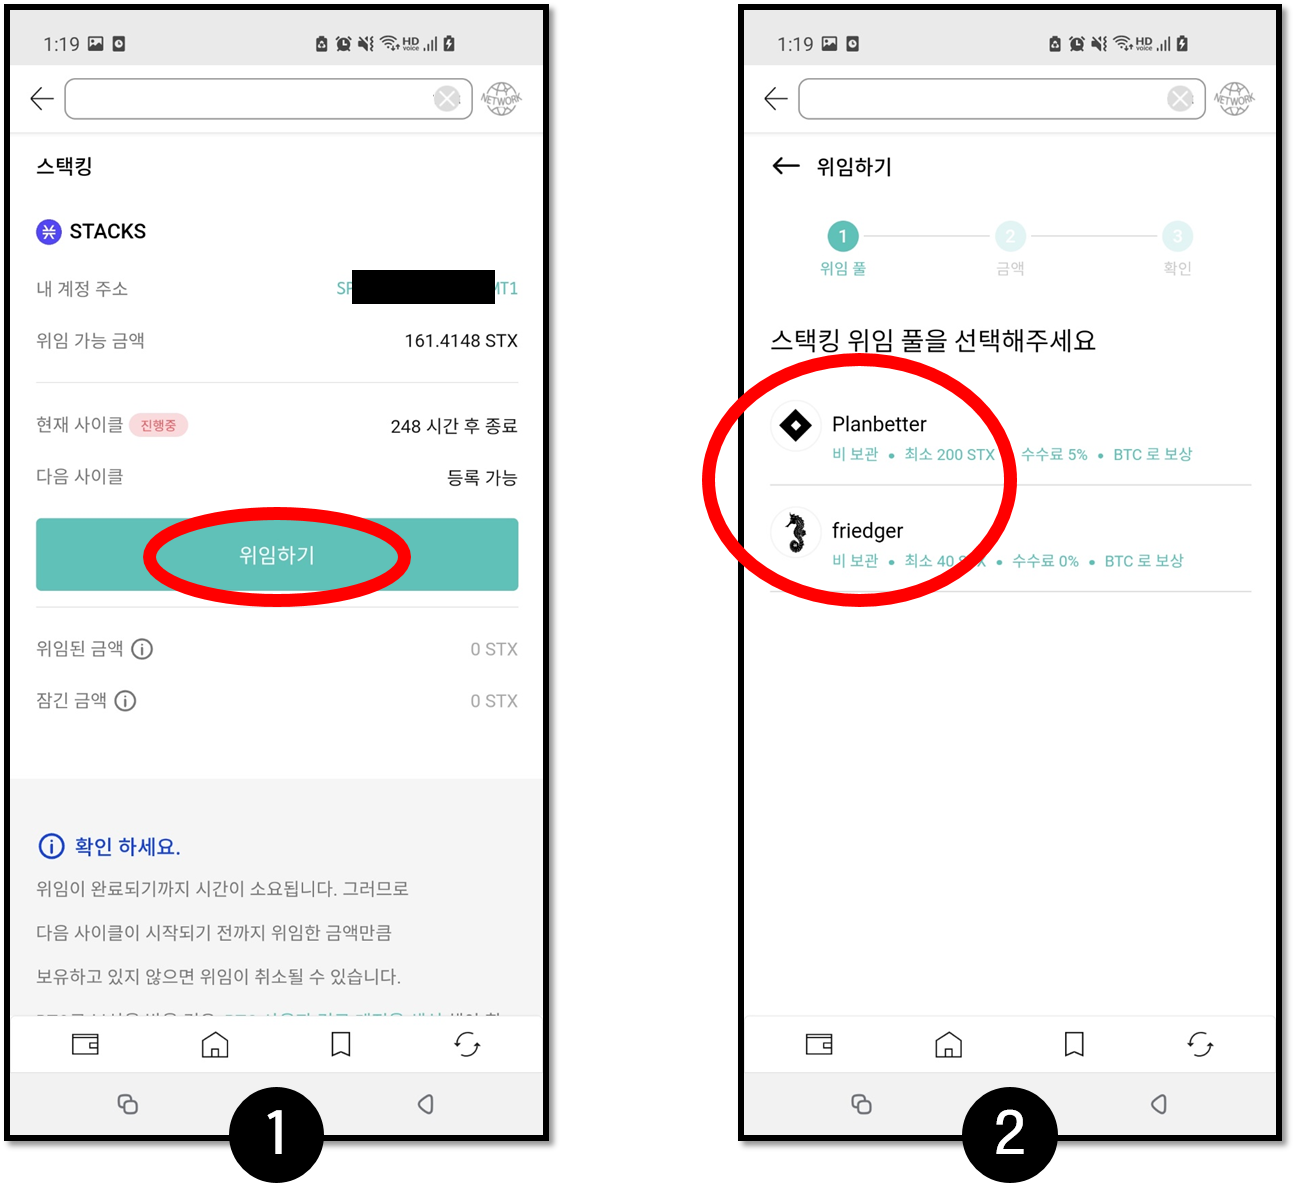 1:19
HD voice
NETWORK
스택킹
STACKS
내 계정 주소 SP MT1
위임 가능 금액 161.4148 STX
현재 사이클 진행중 248 시간 후 종료
다음 사이클 등록 가능
위임하기
위임된 금액 0 STX
잠긴 금액 0 STX
확인 하세요.
위임이 완료되기까지 시간이 소요됩니다. 그러므로
다음 사이클이 시작되기 전까지 위임한 금액만큼
보유하고 있지 않으면 위임이 취소될 수 있습니다.
1
1:19
HD voice
NETWORK
위임하기
1 2 3
위임 풀 금액 확인
스택킹 위임 풀을 선택해주세요
Planbetter
비 보관 • 최소 200 STX 수수료 5% • BTC 로 보상
friedger
비 보관 • 최소 40 STX • 수수료 0% • BTC 로 보상
2